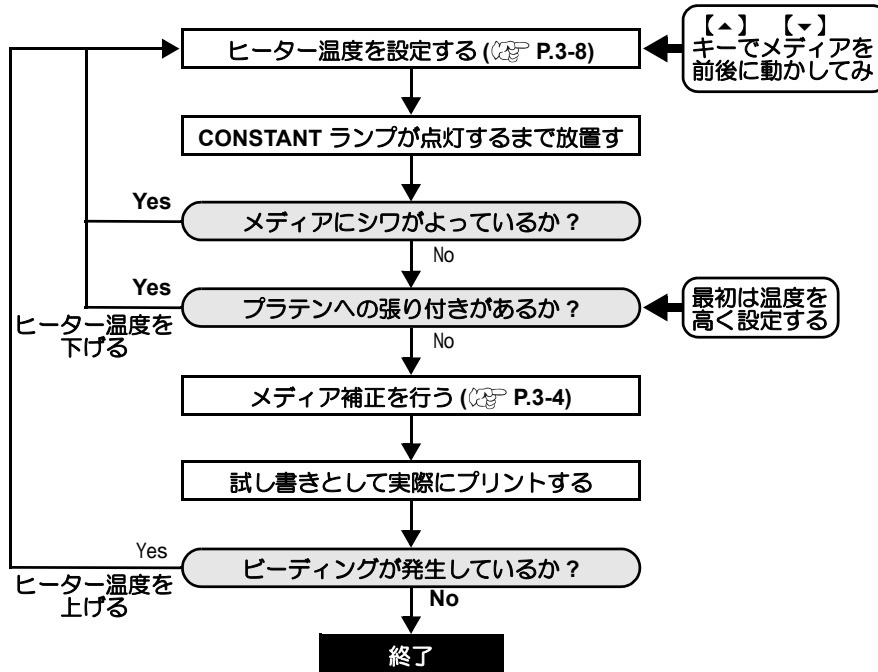 ヒーター温度を設定する ( P.3-8)
【▲】 【▼】
キーでメディアを
前後に動かしてみ
CONSTANT ランプが点灯するまで放置す
Yes
メディアにシワがよっているか?
No
Yes
プラテンへの張り付きがあるか?
最初は温度を
高く設定する
ヒーター温度を
下げる
No
メディア補正を行う ( P.3-4)
試し書きとして実際にプリントする
Yes
ビーディングが発生しているか?
ヒーター温度を
上げる
No
終了